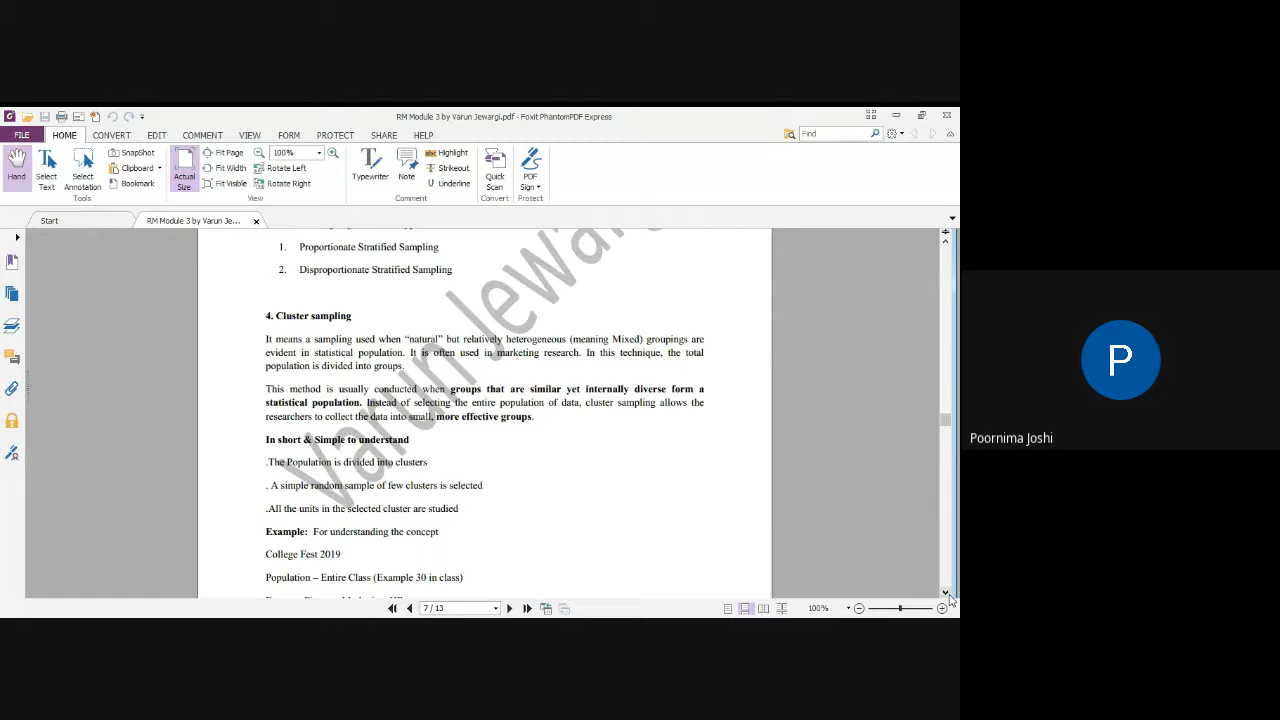 RM Module 3 by Varun Jewargi.pdf - Foxit PhantomPDF Express
FILE HOME CONVERT EDIT VIEW COMMENT VIEW FORM PROTECT SHARE HELP
Find
Hand
Select Text
Select Annotation
SnapShot
Clipboard
Bookmark
Tools
Actual Size
Fit Page
Fit Width
Fit Visible
100%
Rotate Left
Rotate Right
View
Typewriter
Note
Highlight
Strikeout
Underline
Comment
Quick Scan
Convert
PDF Sign
Protect
Start
RM Module 3 by Varun Je...
1. Proportionate Stratified Sampling
2. Disproportionate Stratified Sampling
4. Cluster sampling
It means a sampling used when “natural” but relatively heterogeneous (meaning Mixed) groupings are
evident in statistical population. It is often used in marketing research. In this technique, the total
population is divided into groups.
This method is usually conducted when groups that are similar yet internally diverse form a
statistical population. Instead of selecting the entire population of data, cluster sampling allows the
researchers to collect the data into small, more effective groups.
In short & Simple to understand
.The Population is divided into clusters
. A simple random sample of few clusters is selected
.All the units in the selected cluster are studied
Example: For understanding the concept
College Fest 2019
Population – Entire Class (Example 30 in class)
Varun Jewar
7 / 13
100%
P
Poornima Joshi